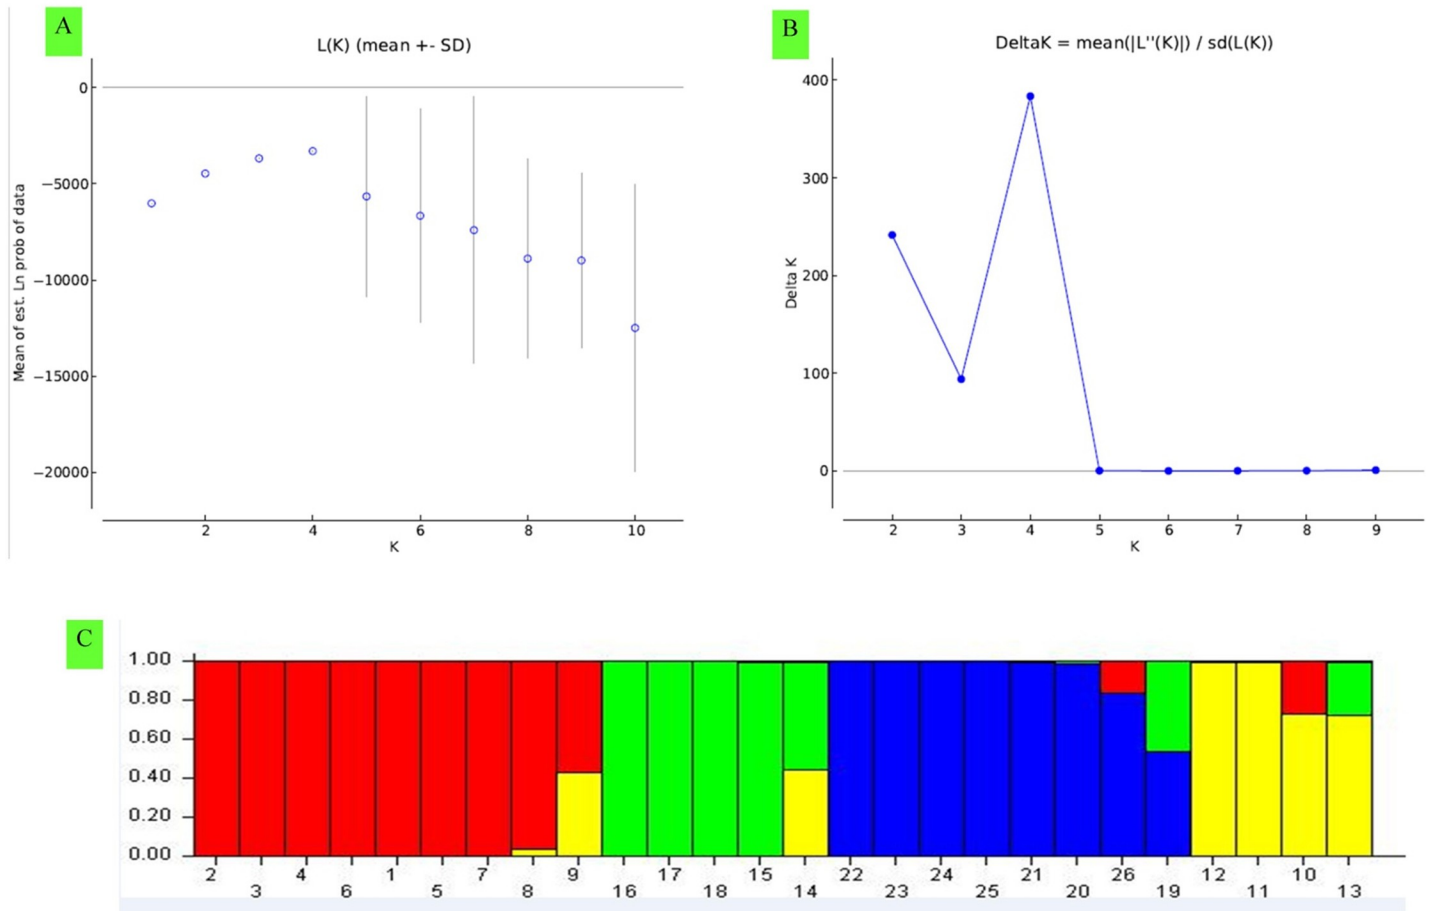 A
L(K) (mean +- SD)
Mean of est. Ln prob of data
0
−5000
−10000
−15000
−20000
2 4 6 8 10
K
B
DeltaK = mean(|L''(K)|) / sd(L(K))
Delta K
400
300
200
100
0
2 3 4 5 6 7 8 9
K
C
1.00
0.80
0.60
0.40
0.20
0.00
2 4 1 7 9 17 15 22 24 21 26 12 10
3 6 5 8 16 18 14 23 25 20 19 11 13